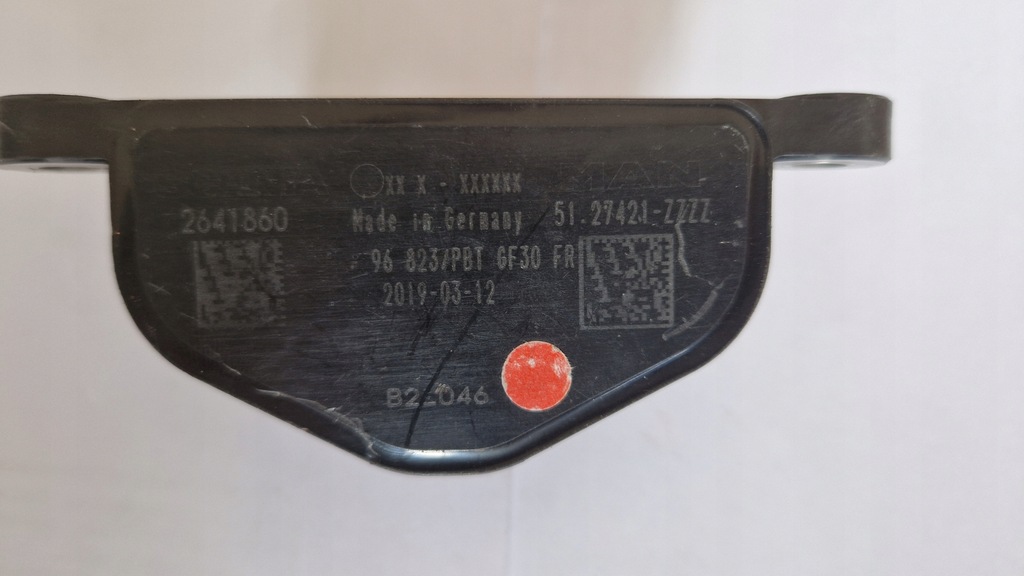 XX X - XXXXXX MAN
2641860 Made in Germany 51.27421-ZZZZ
96 823/PBT GF30 FR
2019-03-12